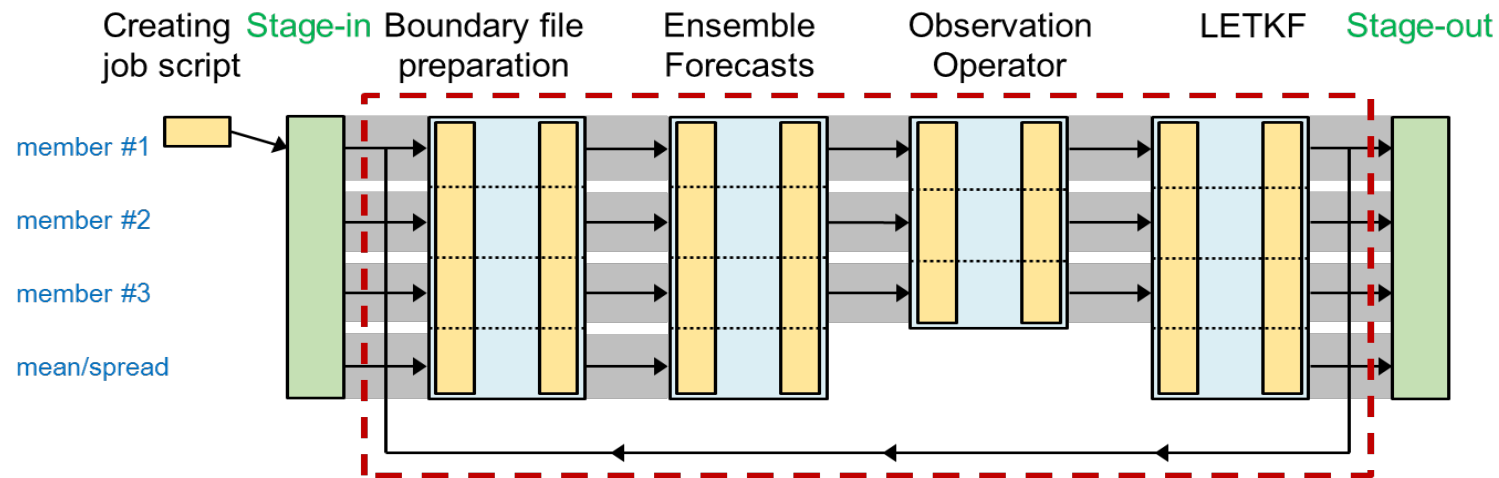 Creating
job script
Stage-in
Boundary file
preparation
Ensemble
Forecasts
Observation
Operator
LETKF
Stage-out
member #1
member #2
member #3
mean/spread